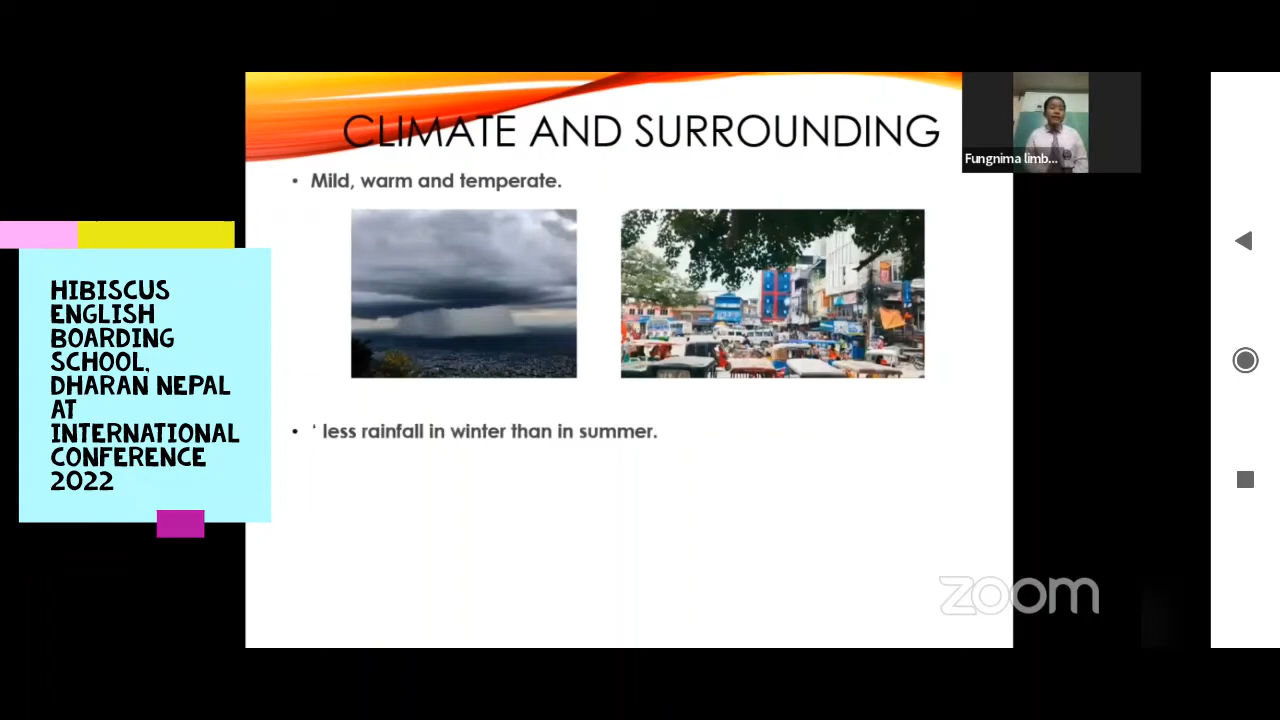 CLIMATE AND SURROUNDING
Fungnima limb...
• Mild, warm and temperate.
HIBISCUS
ENGLISH
BOARDING
SCHOOL,
DHARAN NEPAL
AT
INTERNATIONAL
CONFERENCE
2022
• ‘ less rainfall in winter than in summer.
zoom